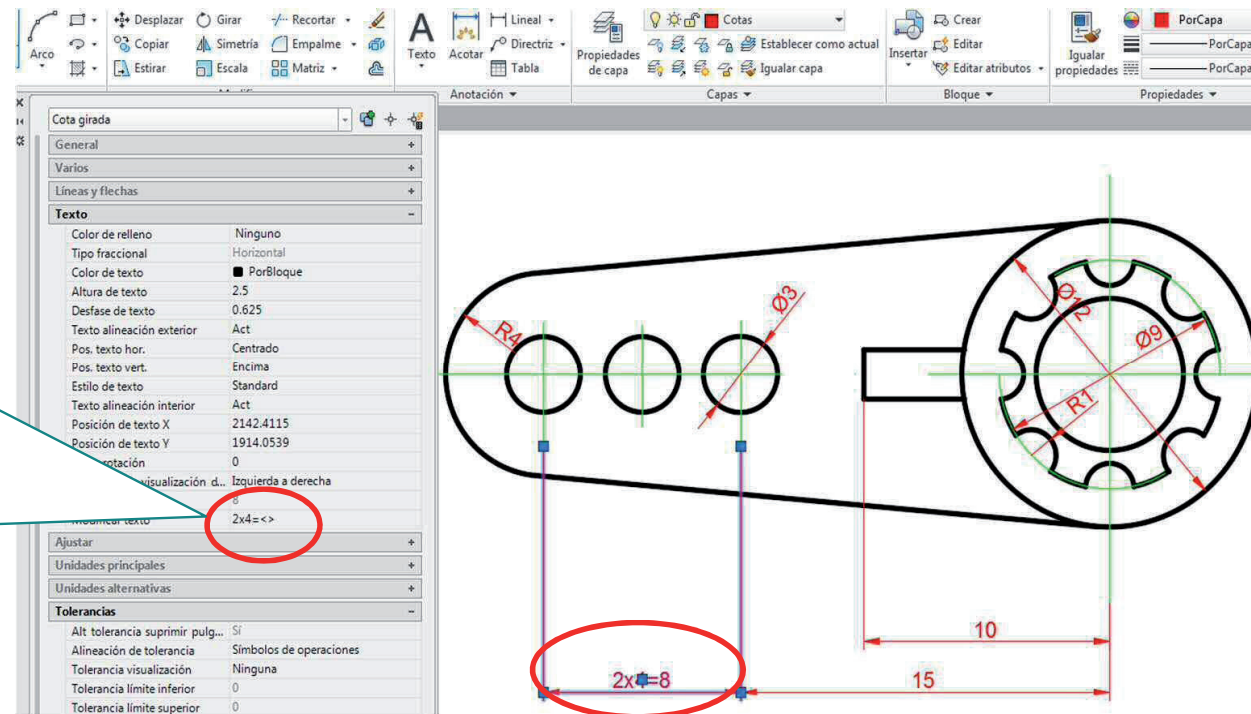 Desplazar Girar Recortar Lineal Cotas Crear PorCapa
Arco Copiar Simetría Empalme Texto Acotar Directriz Propiedades de capa Establecer como actual Insertar Editar Igualar propiedades PorCapa
Estirar Escala Matriz Tabla Igualar capa Editar atributos PorCapa
Anotación Capas Bloque Propiedades
Cota girada
General +
Varios +
Líneas y flechas +
Texto -
Color de relleno Ninguno
Tipo fraccional Horizontal
Color de texto PorBloque
Altura de texto 2.5
Desfase de texto 0.625
Texto alineación exterior Act
Pos. texto hor. Centrado
Pos. texto vert. Encima
Estilo de texto Standard
Texto alineación interior Act
Posición de texto X 2142.4115
Posición de texto Y 1914.0539
rotación 0
visualización d... Izquierda a derecha
8
Modificar texto 2x4=<>
Ajustar +
Unidades principales +
Unidades alternativas +
Tolerancias -
Alt tolerancia suprimir pulg... Sí
Alineación de tolerancia Símbolos de operaciones
Tolerancia visualización Ninguna
Tolerancia límite inferior 0
Tolerancia límite superior 0
R4
Ø3
Ø12
Ø9
R1
10
2x4=8
15